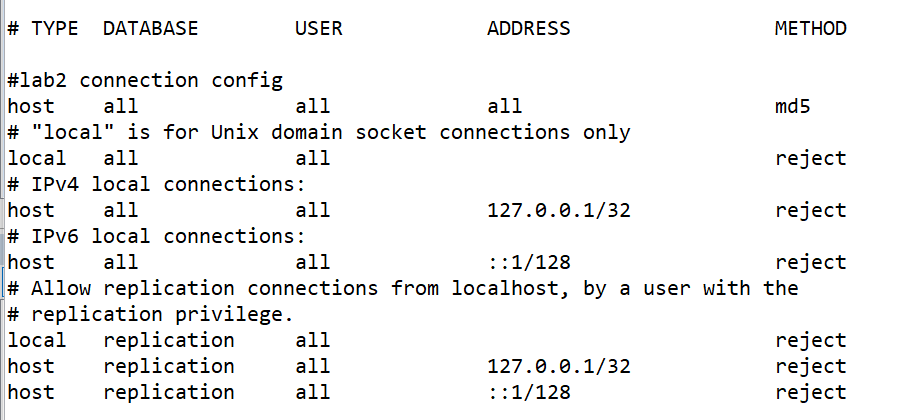 # TYPE  DATABASE        USER            ADDRESS                 METHOD

#lab2 connection config
host    all             all             all                     md5
# "local" is for Unix domain socket connections only
local   all             all                                     reject
# IPv4 local connections:
host    all             all             127.0.0.1/32            reject
# IPv6 local connections:
host    all             all             ::1/128                 reject
# Allow replication connections from localhost, by a user with the
# replication privilege.
local   replication     all                                     reject
host    replication     all             127.0.0.1/32            reject
host    replication     all             ::1/128                 reject